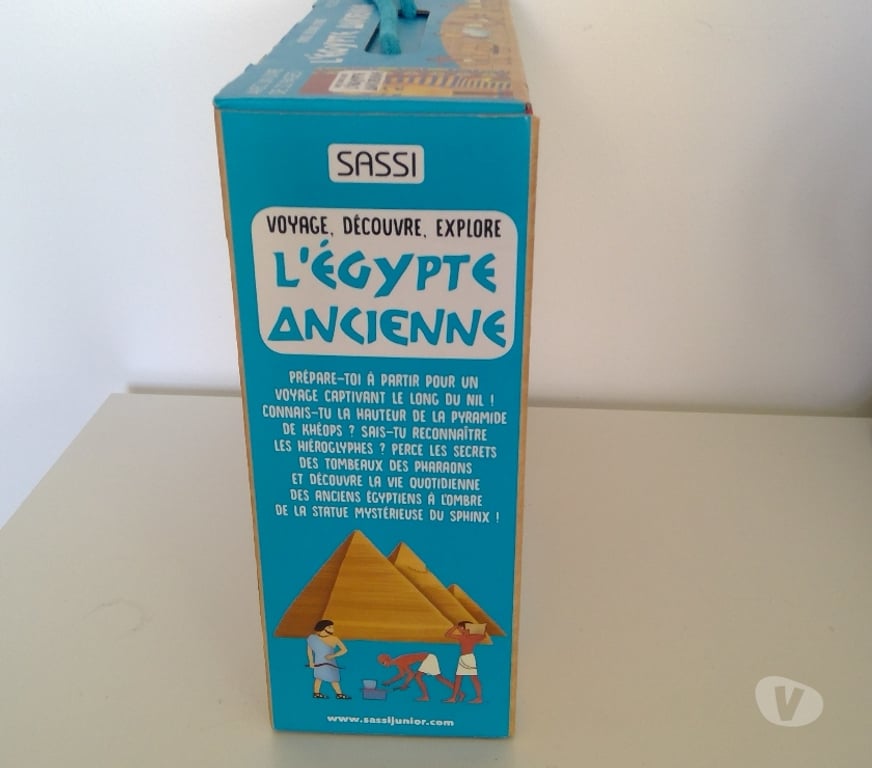 L'ÉGYPTE ANCIENNE
SASSI
VOYAGE, DÉCOUVRE, EXPLORE
L'ÉGYPTE
ANCIENNE
PRÉPARE-TOI À PARTIR POUR UN
VOYAGE CAPTIVANT LE LONG DU NIL !
CONNAIS-TU LA HAUTEUR DE LA PYRAMIDE
DE KHÉOPS ? SAIS-TU RECONNAÎTRE
LES HIÉROGLYPHES ? PERCE LES SECRETS
DES TOMBEAUX DES PHARAONS
ET DÉCOUVRE LA VIE QUOTIDIENNE
DES ANCIENS ÉGYPTIENS À L'OMBRE
DE LA STATUE MYSTÉRIEUSE DU SPHINX !
www.sassijunior.com
V